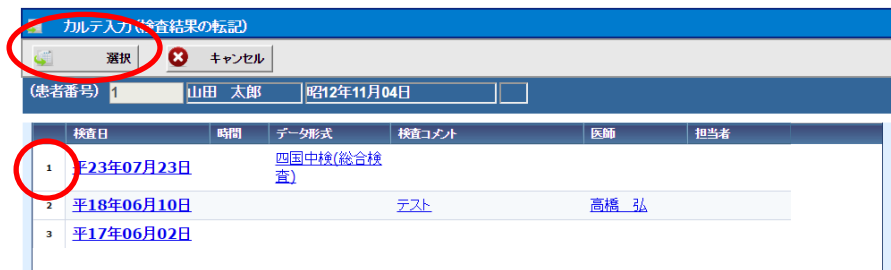 カルテ入力(検査結果の転記)
選択 キャンセル
(患者番号) 1 山田 太郎 昭12年11月04日
検査日 時間 データ形式 検査コメント 医師 担当者
1 平23年07月23日 四国中検(総合検
査)
2 平18年06月10日 テスト 高橋 弘
3 平17年06月02日